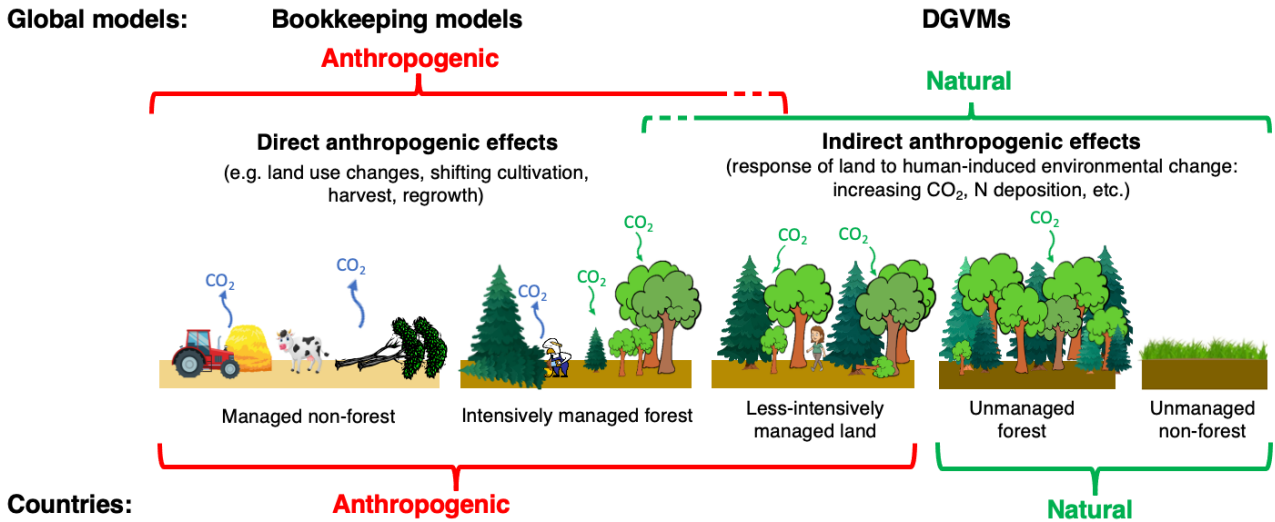 Global models: Bookkeeping models DGVMs
Anthropogenic
Natural
Direct anthropogenic effects
(e.g. land use changes, shifting cultivation,
harvest, regrowth)
Indirect anthropogenic effects
(response of land to human-induced environmental change:
increasing CO₂, N deposition, etc.)
CO₂
CO₂
CO₂
CO₂
CO₂
CO₂
CO₂
CO₂
Managed non-forest
Intensively managed forest
Less-intensively
managed land
Unmanaged
forest
Unmanaged
non-forest
Countries: Anthropogenic Natural